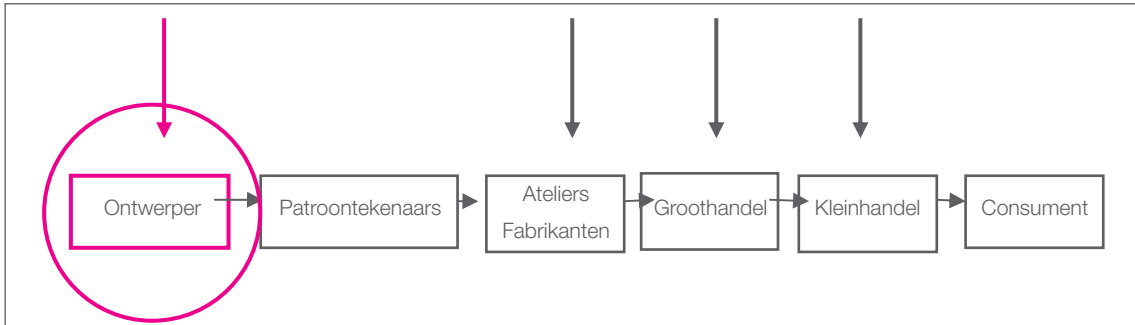 Ontwerper
Patroontekenaars
Ateliers
Fabrikanten
Groothandel
Kleinhandel
Consument